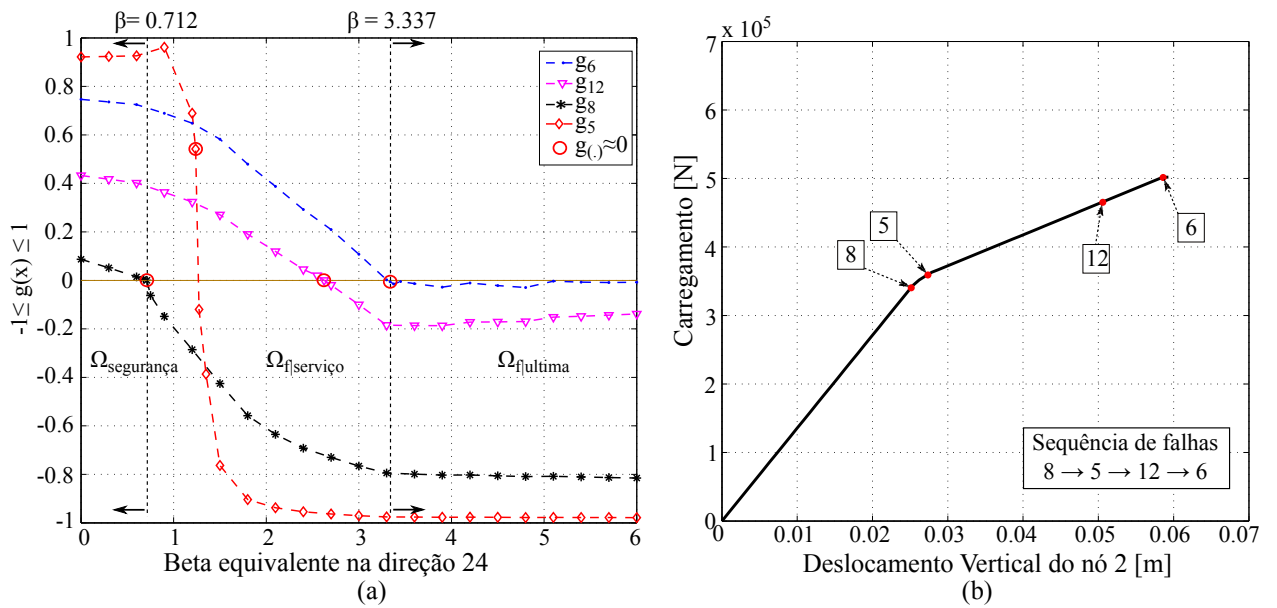 β= 0.712
β = 3.337
1
0.8
0.6
0.4
0.2
0
-0.2
-0.4
-0.6
-0.8
-1
-1≤ g(x) ≤ 1
g6
g12
g8
g5
g(.)≈0
Ωsegurança
Ωf|serviço
Ωf|ultima
0
1
2
3
4
5
6
Beta equivalente na direção 24
(a)
x 10⁵
7
6
5
4
3
2
1
0
Carregamento [N]
8
5
12
6
Sequência de falhas
8 → 5 → 12 → 6
0
0.01
0.02
0.03
0.04
0.05
0.06
0.07
Deslocamento Vertical do nó 2 [m]
(b)